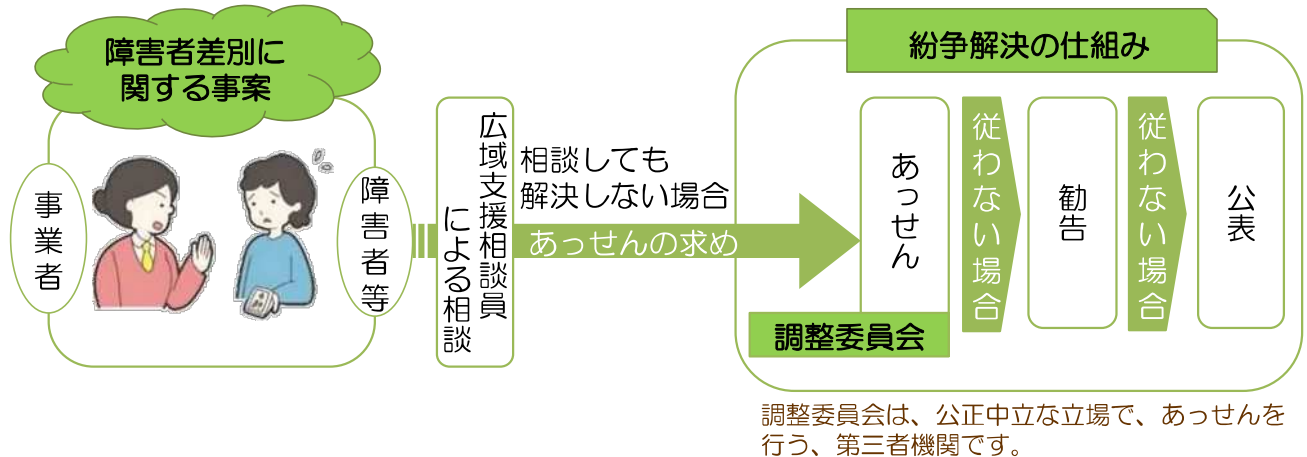 障害者差別に
関する事案
事業者
障害者等
広域支援相談員
による相談
相談しても
解決しない場合
あっせんの求め
紛争解決の仕組み
あっせん
調整委員会
従わない場合
勧告
従わない場合
公表
調整委員会は、公正中立な立場で、あっせんを
行う、第三者機関です。